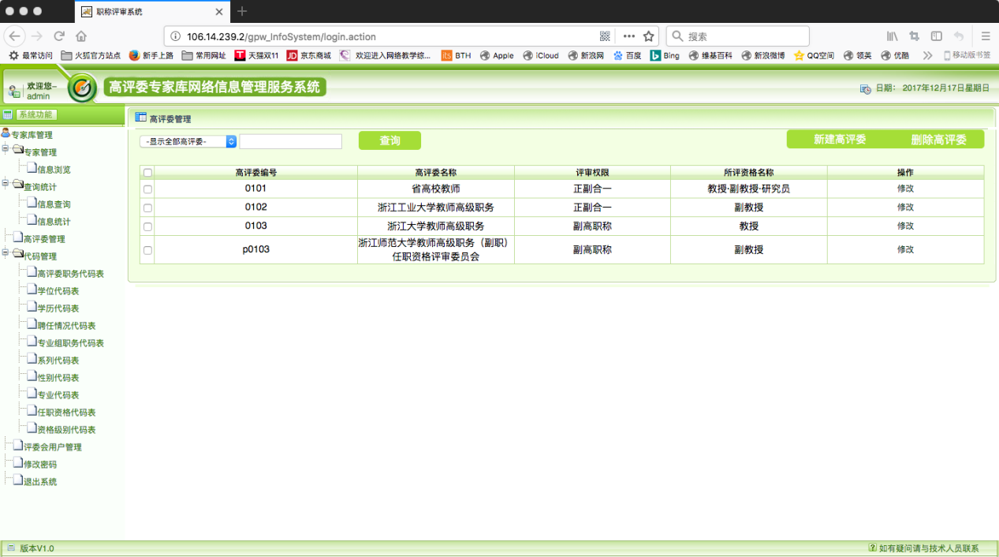 职称评审系统
106.14.239.2/gpw_InfoSystem/login.action
搜索
最常访问 火狐官方站点 新手上路 常用网址 天猫双11 京东商城 欢迎进入网络教学综... BTH Apple iCloud 新浪网 百度 Bing 维基百科 新浪微博 QQ空间 领英 优酷 移动版书签
欢迎您--
admin
高评委专家库网络信息管理服务系统
日期： 2017年12月17日星期日
系统功能
专家库管理
专家管理
信息浏览
查询统计
信息查询
信息统计
高评委管理
代码管理
高评委职务代码表
学位代码表
学历代码表
聘任情况代码表
专业组职务代码表
系列代码表
性别代码表
专业代码表
任职资格代码表
资格级别代码表
评委会用户管理
修改密码
退出系统
高评委管理
-显示全部高评委- 查询 新建高评委 删除高评委
高评委编号 高评委名称 评审权限 所评资格名称 操作
0101 省高校教师 正副合一 教授·副教授·研究员 修改
0102 浙江工业大学教师高级职务 正副合一 副教授 修改
0103 浙江大学教师高级职务 副高职称 教授 修改
p0103 浙江师范大学教师高级职务（副职） 副高职称 副教授 修改
任职资格评审委员会
版本V1.0
如有疑问请与技术人员联系